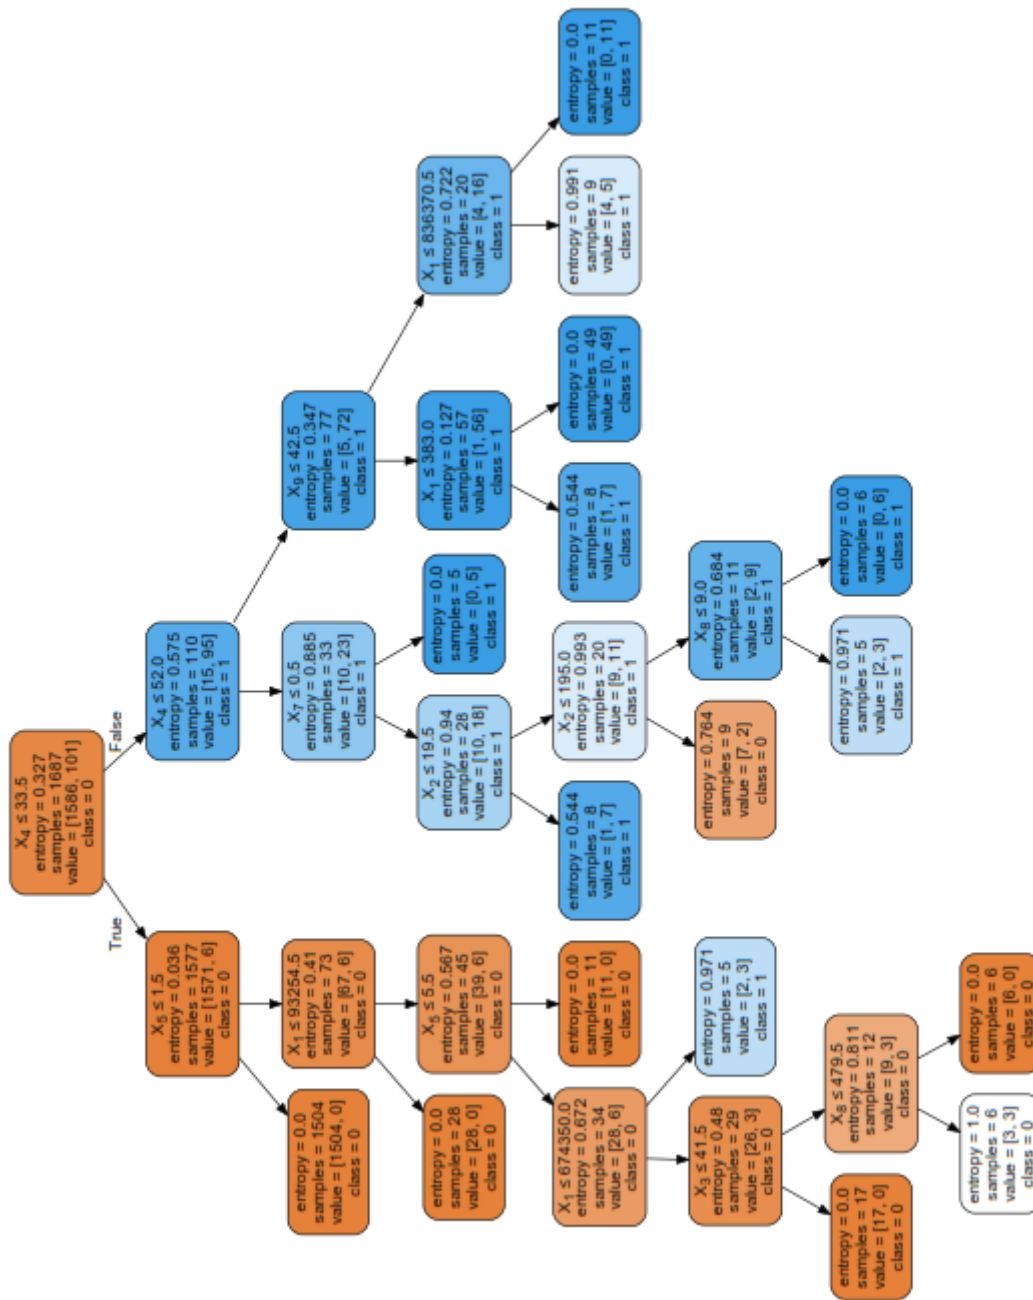 X4 ≤ 33.5
entropy = 0.327
samples = 1687
value = [1586, 101]
class = 0
True
False
X5 ≤ 1.5
entropy = 0.036
samples = 1577
value = [1571, 6]
class = 0
X4 ≤ 52.0
entropy = 0.575
samples = 110
value = [15, 95]
class = 1
entropy = 0.0
samples = 1504
value = [1504, 0]
class = 0
X1 ≤ 93254.5
entropy = 0.41
samples = 73
value = [67, 6]
class = 0
X7 ≤ 0.5
entropy = 0.885
samples = 33
value = [10, 23]
class = 1
X9 ≤ 42.5
entropy = 0.347
samples = 77
value = [5, 72]
class = 1
entropy = 0.0
samples = 28
value = [28, 0]
class = 0
X5 ≤ 5.5
entropy = 0.567
samples = 45
value = [39, 6]
class = 0
X2 ≤ 19.5
entropy = 0.94
samples = 28
value = [10, 18]
class = 1
entropy = 0.0
samples = 5
value = [0, 5]
class = 1
X1 ≤ 383.0
entropy = 0.127
samples = 57
value = [1, 56]
class = 1
X1 ≤ 836370.5
entropy = 0.722
samples = 20
value = [4, 16]
class = 1
X1 ≤ 674350.0
entropy = 0.672
samples = 34
value = [28, 6]
class = 0
entropy = 0.0
samples = 11
value = [11, 0]
class = 0
entropy = 0.544
samples = 8
value = [1, 7]
class = 1
X2 ≤ 195.0
entropy = 0.993
samples = 20
value = [9, 11]
class = 1
entropy = 0.544
samples = 8
value = [1, 7]
class = 1
entropy = 0.0
samples = 49
value = [0, 49]
class = 1
entropy = 0.991
samples = 9
value = [4, 5]
class = 1
entropy = 0.0
samples = 11
value = [0, 11]
class = 1
X3 ≤ 41.5
entropy = 0.48
samples = 29
value = [26, 3]
class = 0
entropy = 0.971
samples = 5
value = [2, 3]
class = 1
entropy = 0.764
samples = 9
value = [7, 2]
class = 0
X8 ≤ 9.0
entropy = 0.684
samples = 11
value = [2, 9]
class = 1
entropy = 0.0
samples = 17
value = [17, 0]
class = 0
X8 ≤ 479.5
entropy = 0.811
samples = 12
value = [9, 3]
class = 0
entropy = 0.971
samples = 5
value = [2, 3]
class = 1
entropy = 0.0
samples = 6
value = [0, 6]
class = 1
entropy = 1.0
samples = 6
value = [3, 3]
class = 0
entropy = 0.0
samples = 6
value = [6, 0]
class = 0